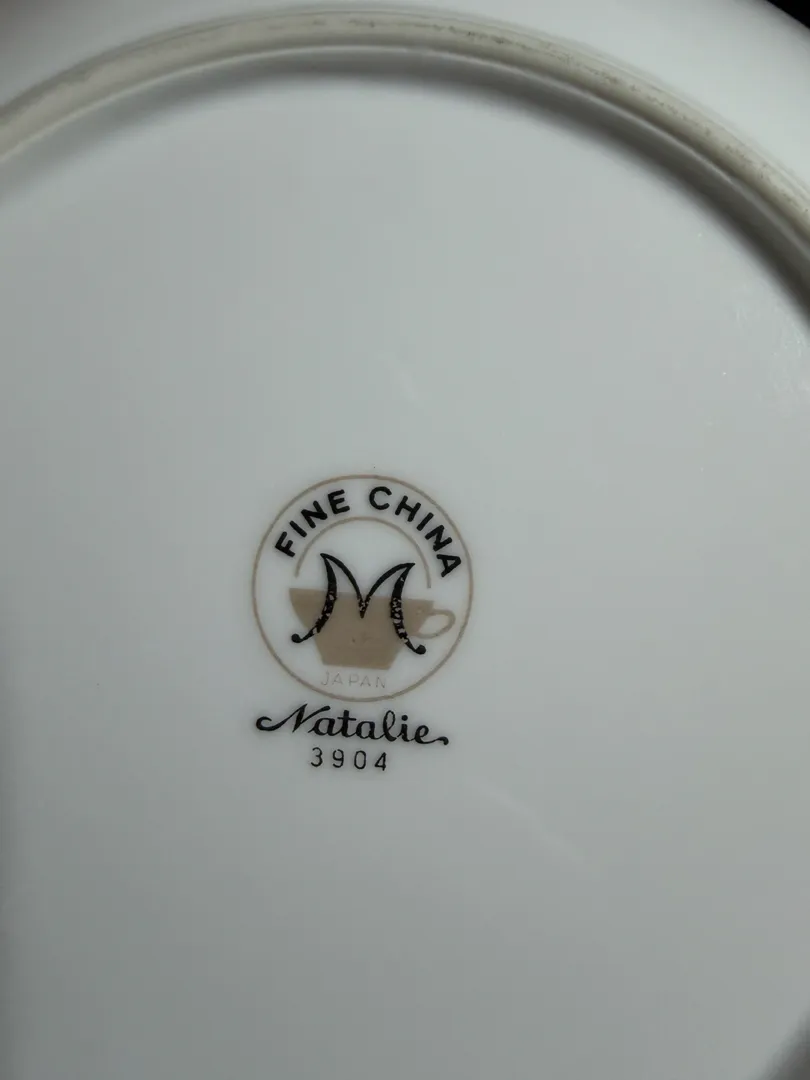 FINE CHINA
M
JAPAN
Natalie
3904